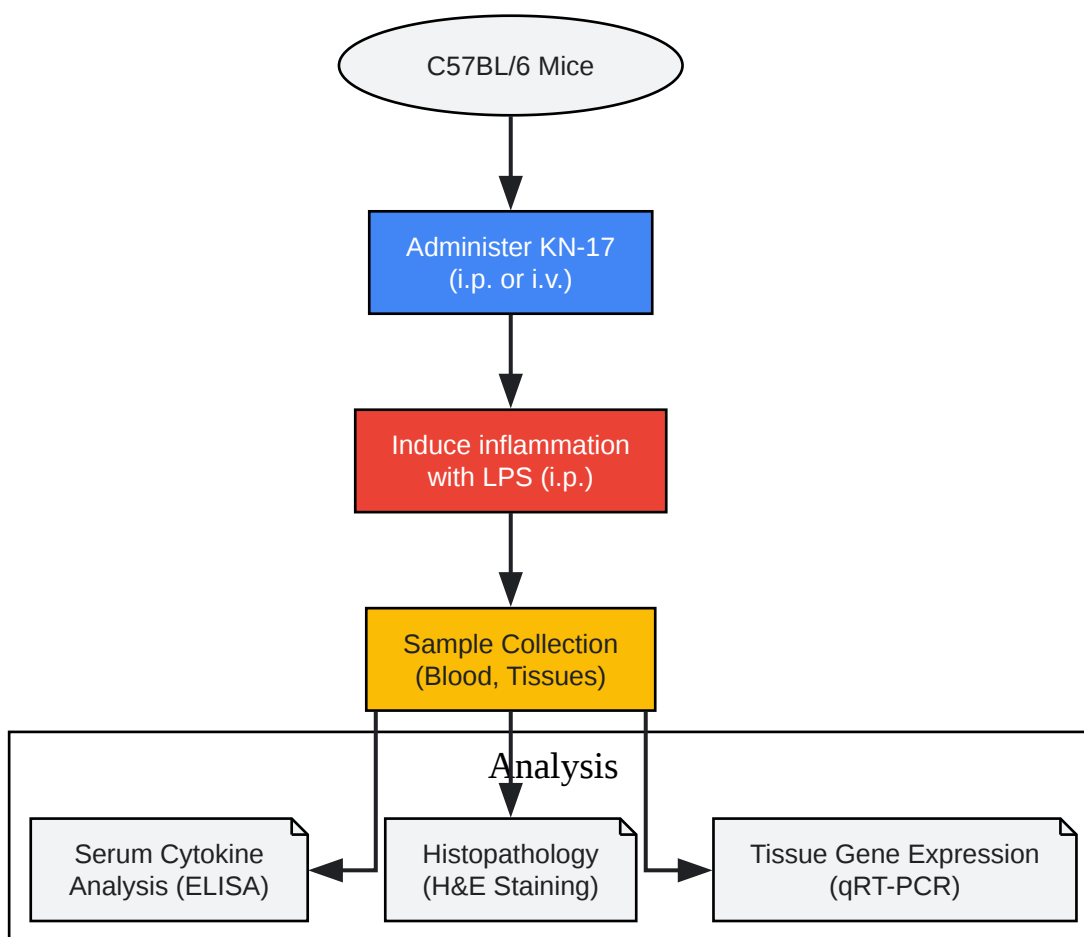 C57BL/6 Mice
Administer KN-17
(i.p. or i.v.)
Induce inflammation
with LPS (i.p.)
Sample Collection
(Blood, Tissues)
Analysis
Serum Cytokine
Analysis (ELISA)
Histopathology
(H&E Staining)
Tissue Gene Expression
(qRT-PCR)